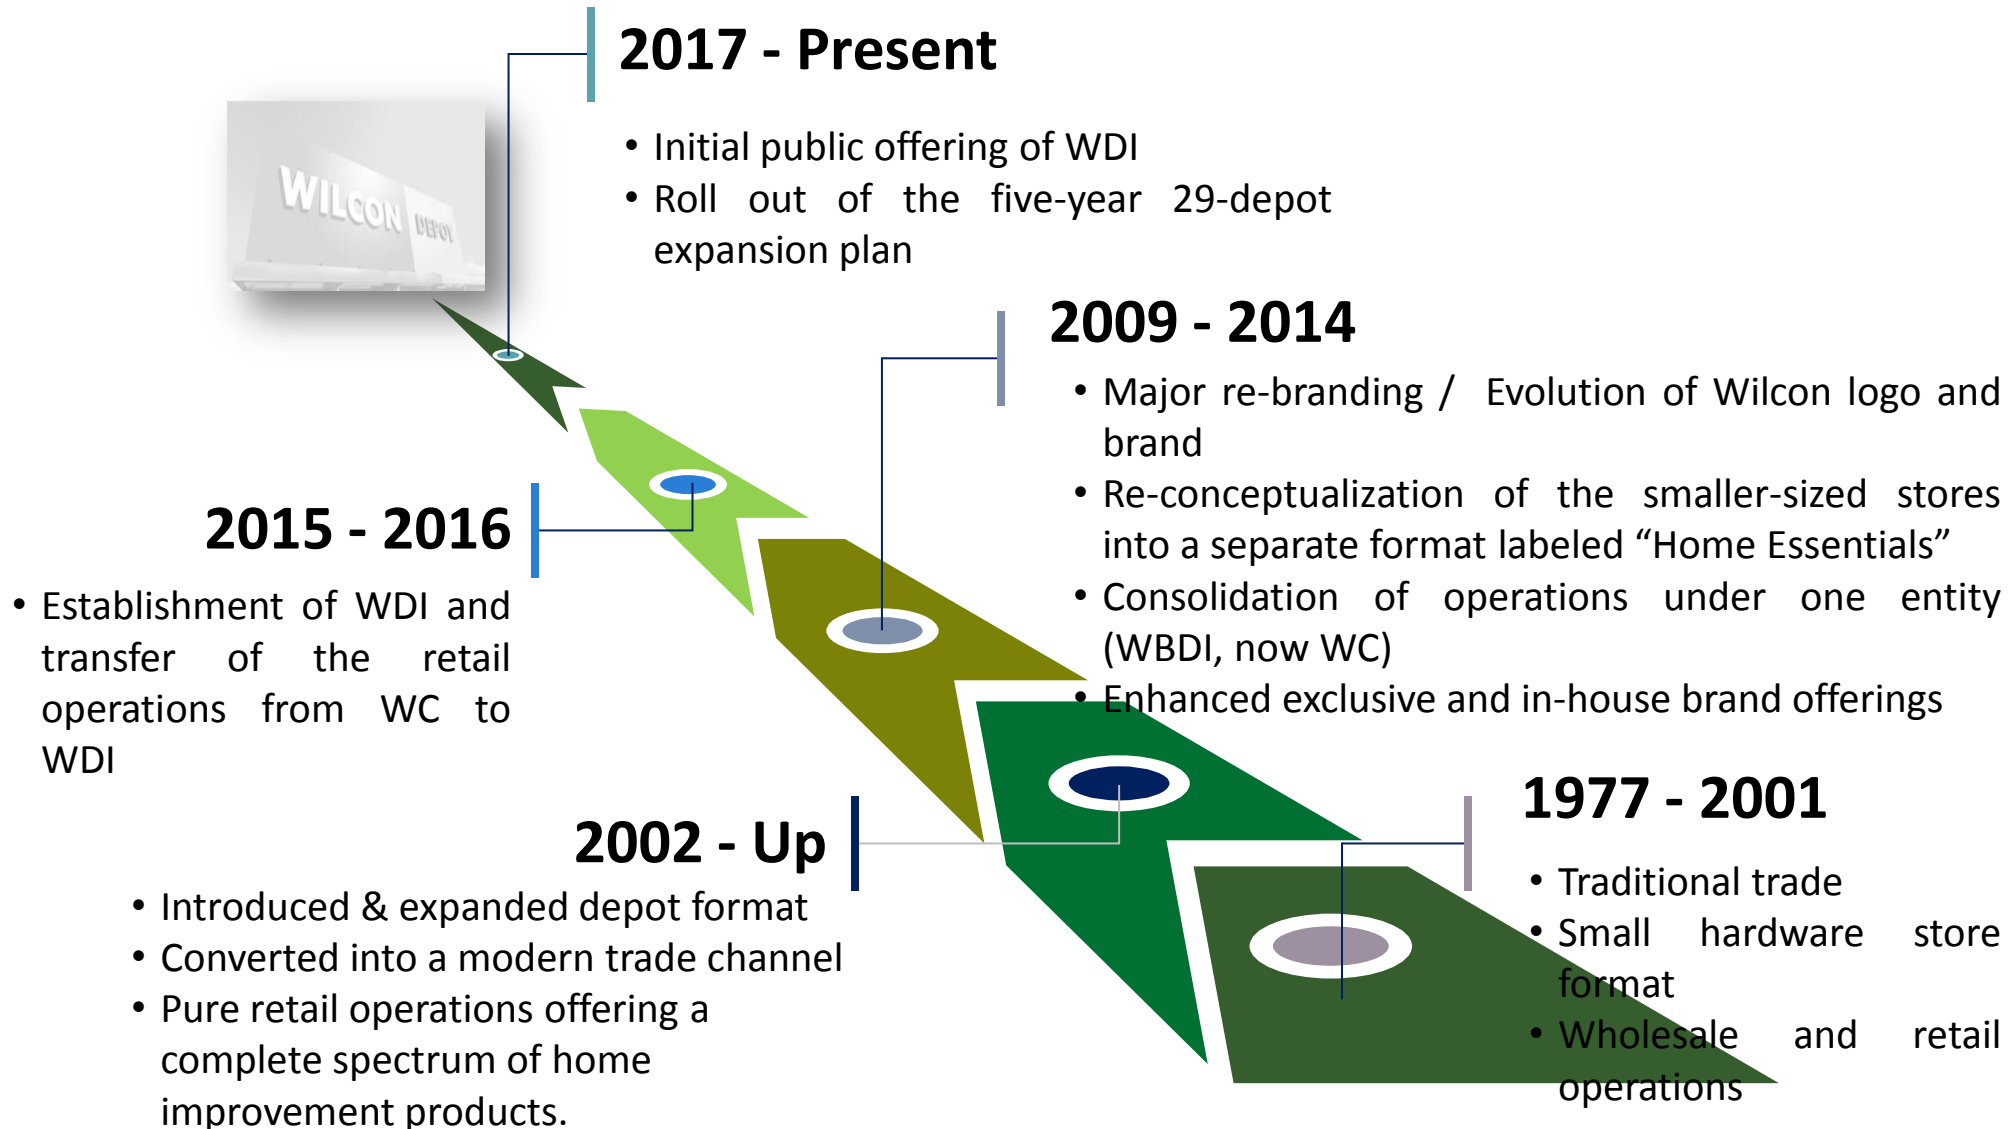 2017 - Present
• Initial public offering of WDI
• Roll out of the five-year 29-depot
expansion plan
WILCON DEPOT
2009 - 2014
• Major re-branding / Evolution of Wilcon logo and
brand
• Re-conceptualization of the smaller-sized stores
into a separate format labeled “Home Essentials”
• Consolidation of operations under one entity
(WBDI, now WC)
• Enhanced exclusive and in-house brand offerings
2015 - 2016
• Establishment of WDI and
transfer of the retail
operations from WC to
WDI
2002 - Up
• Introduced & expanded depot format
• Converted into a modern trade channel
• Pure retail operations offering a
complete spectrum of home
improvement products.
1977 - 2001
• Traditional trade
• Small hardware store
format
• Wholesale and retail
operations